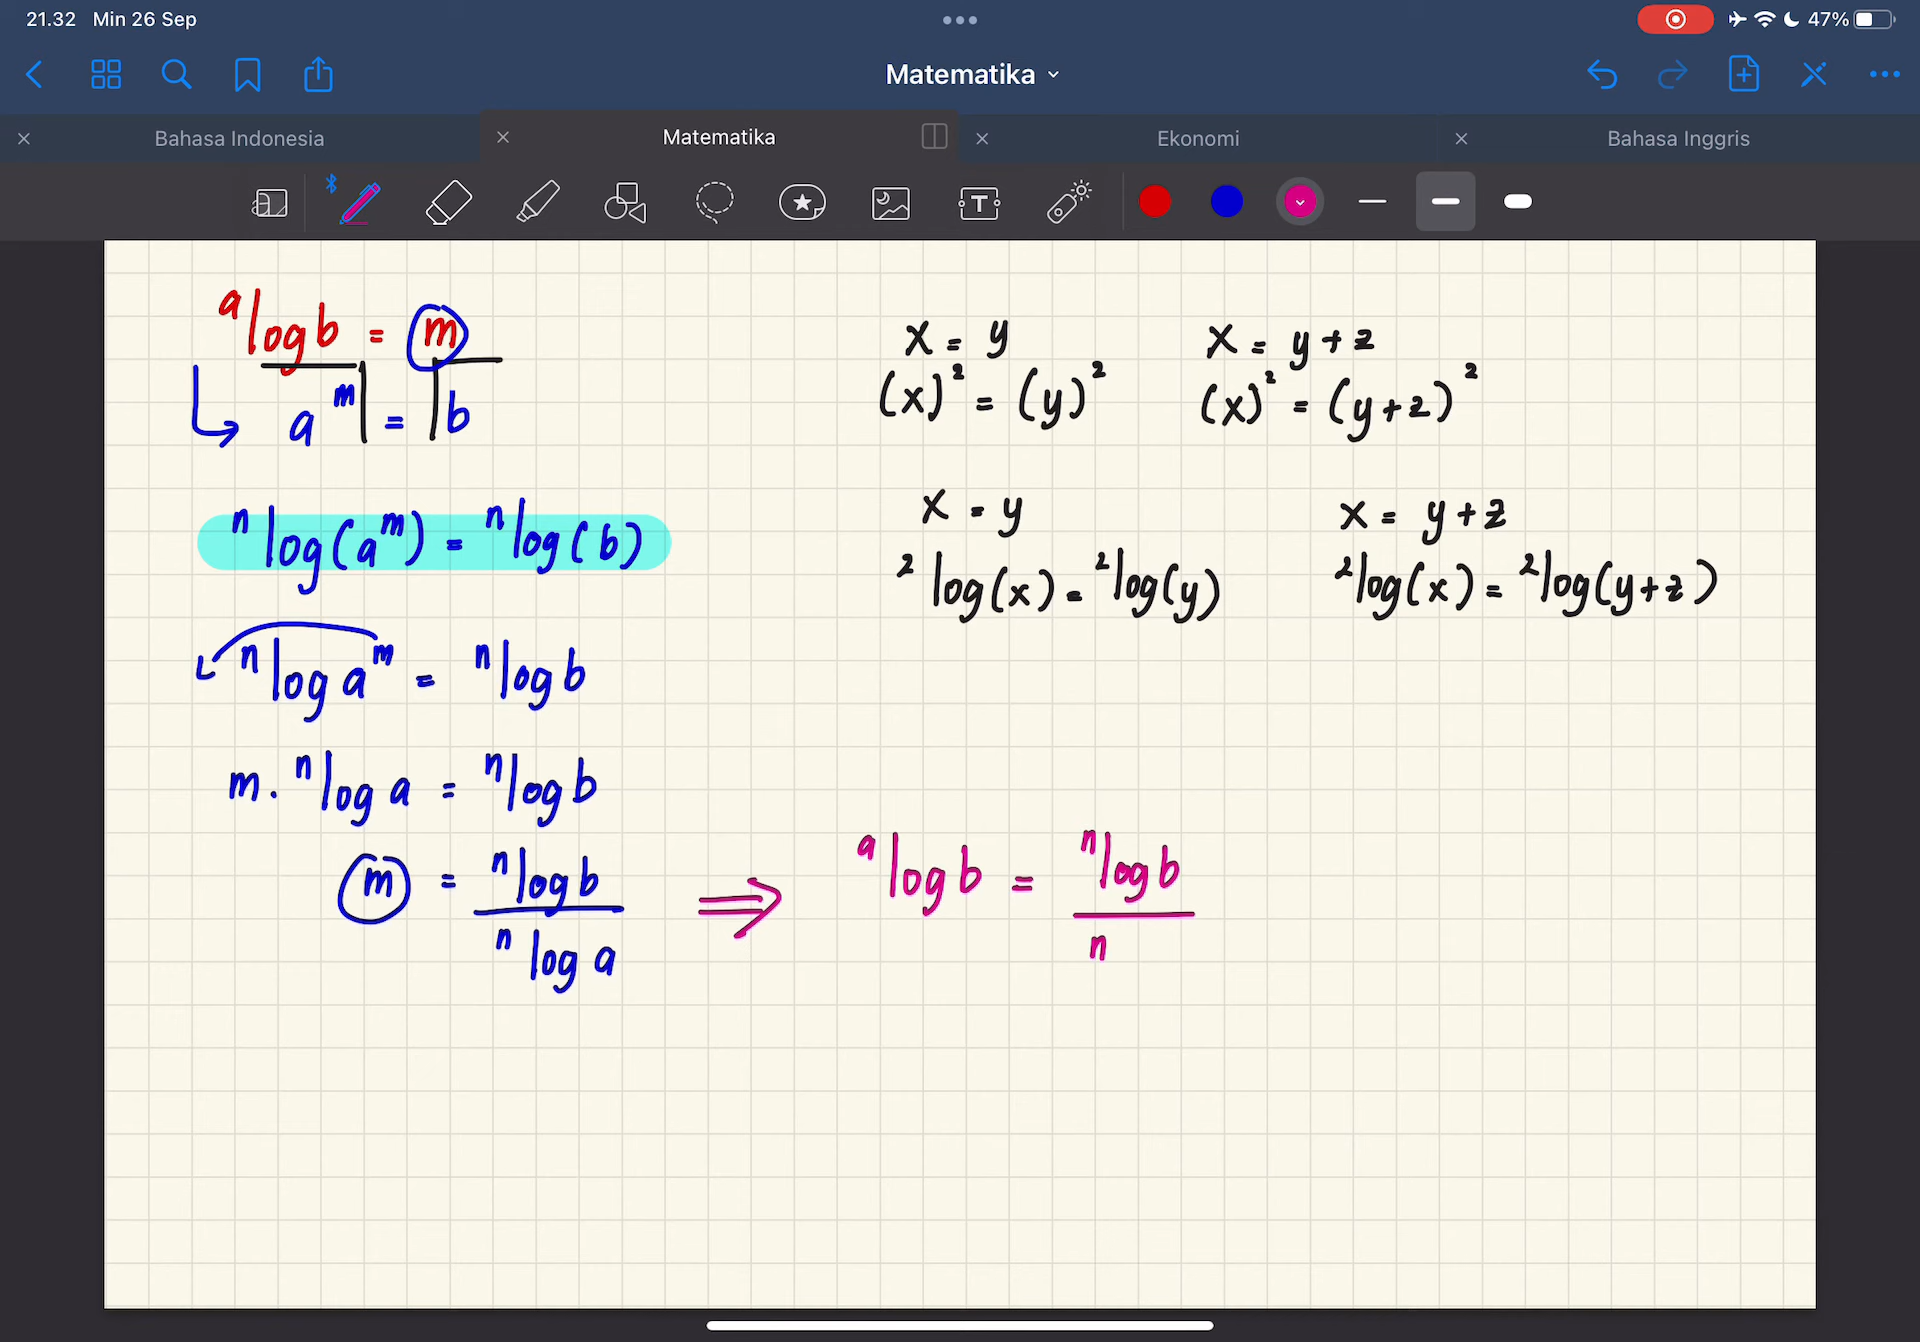 21.32 Min 26 Sep 47%
Matematika
Bahasa Indonesia Matematika Ekonomi Bahasa Inggris
T
ᵃlog b = m
aᵐ = b
ⁿlog(aᵐ) = ⁿlog(b)
ⁿlog aᵐ = ⁿlog b
m. ⁿlog a = ⁿlog b
m = ⁿlog b
ⁿlog a
x = y
(x)² = (y)²
x = y + z
(x)² = (y+z)²
x = y
²log(x) = ²log(y)
x = y + z
²log(x) = ²log(y+z)
⇒ ᵃlog b = ⁿlog b
n